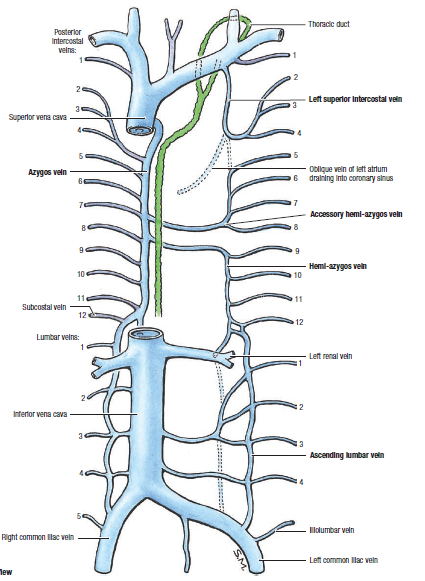 Posterior
intercostal
veins:
1
2
3
Superior vena cava
4
5
Azygos vein
6
7
8
9
10
11
Subcostal vein
12
Lumbar veins:
1
2
Inferior vena cava
3
4
5
Right common iliac vein
iew
Thoracic duct
1
2
Left superior intercostal vein
3
4
5
Oblique vein of left atrium
6
draining into coronary sinus
7
Accessory hemi-azygos vein
8
9
Hemi-azygos vein
10
11
12
Left renal vein
1
2
3
Ascending lumbar vein
4
Iliolumbar vein
Left common iliac vein